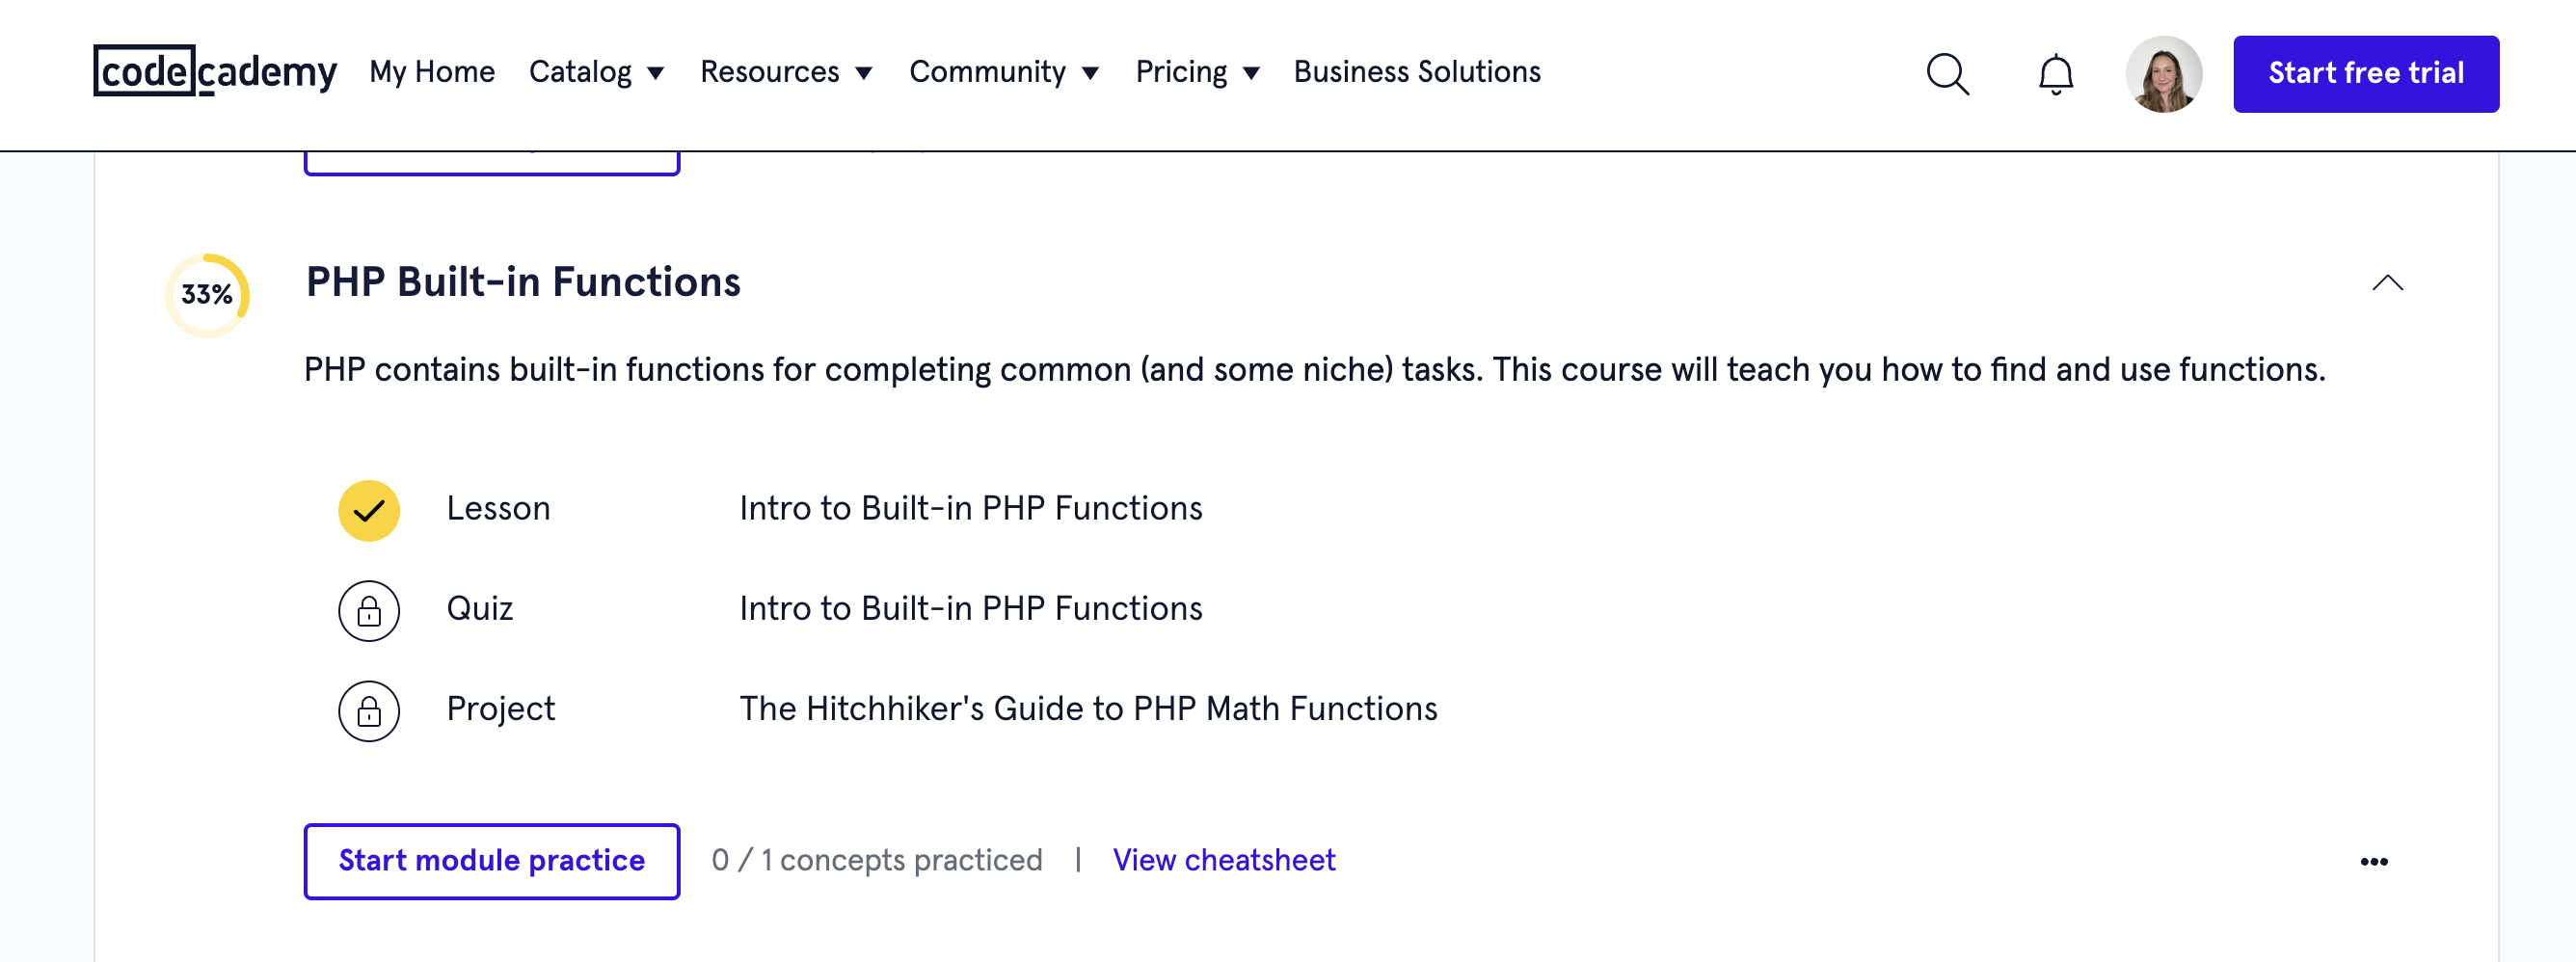 codecademy My Home Catalog Resources Community Pricing Business Solutions Start free trial
33% PHP Built-in Functions
PHP contains built-in functions for completing common (and some niche) tasks. This course will teach you how to find and use functions.
Lesson Intro to Built-in PHP Functions
Quiz Intro to Built-in PHP Functions
Project The Hitchhiker's Guide to PHP Math Functions
Start module practice 0 / 1 concepts practiced | View cheatsheet